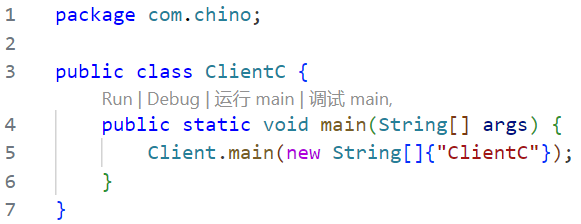 1 package com.chino;
2
3 public class ClientC {
Run | Debug | 运行 main | 调试 main,
4 public static void main(String[] args) {
5 Client.main(new String[]{"ClientC"});
6 }
7 }